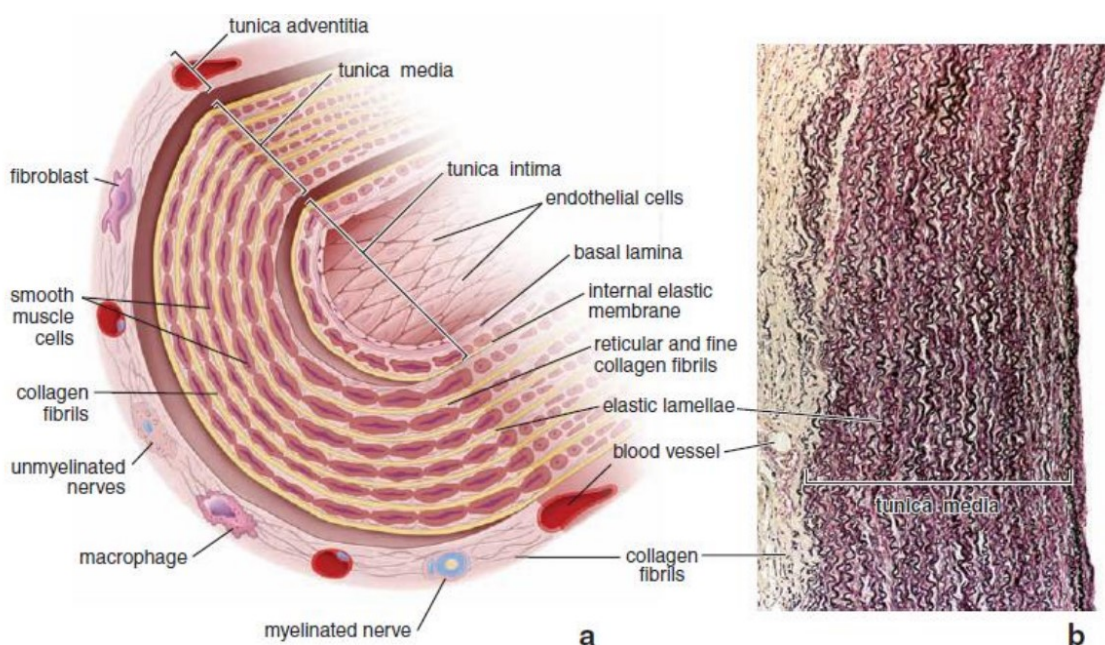 tunica adventitia
tunica media
tunica intima
endothelial cells
fibroblast
basal lamina
internal elastic
membrane
smooth
muscle
cells
reticular and fine
collagen fibrils
collagen
fibrils
elastic lamellae
blood vessel
unmyelinated
nerves
tunica media
macrophage
collagen
fibrils
myelinated nerve
a
b